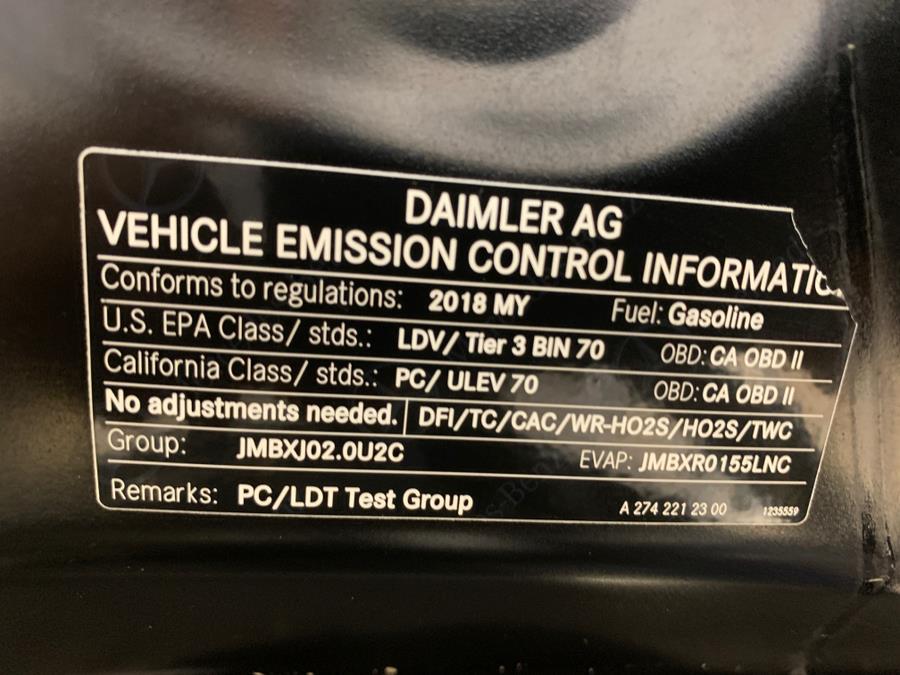 DAIMLER AG
VEHICLE EMISSION CONTROL INFORMATIO
Conforms to regulations: 2018 MY Fuel: Gasoline
U.S. EPA Class/ stds.: LDV/ Tier 3 BIN 70 OBD: CA OBD II
California Class/ stds.: PC/ ULEV 70 OBD: CA OBD II
No adjustments needed. DFI/TC/CAC/WR-HO2S/HO2S/TWC
Group: JMBXJ02.0U2C EVAP: JMBXR0155LNC
Remarks: PC/LDT Test Group A 274 221 23 00 1235559